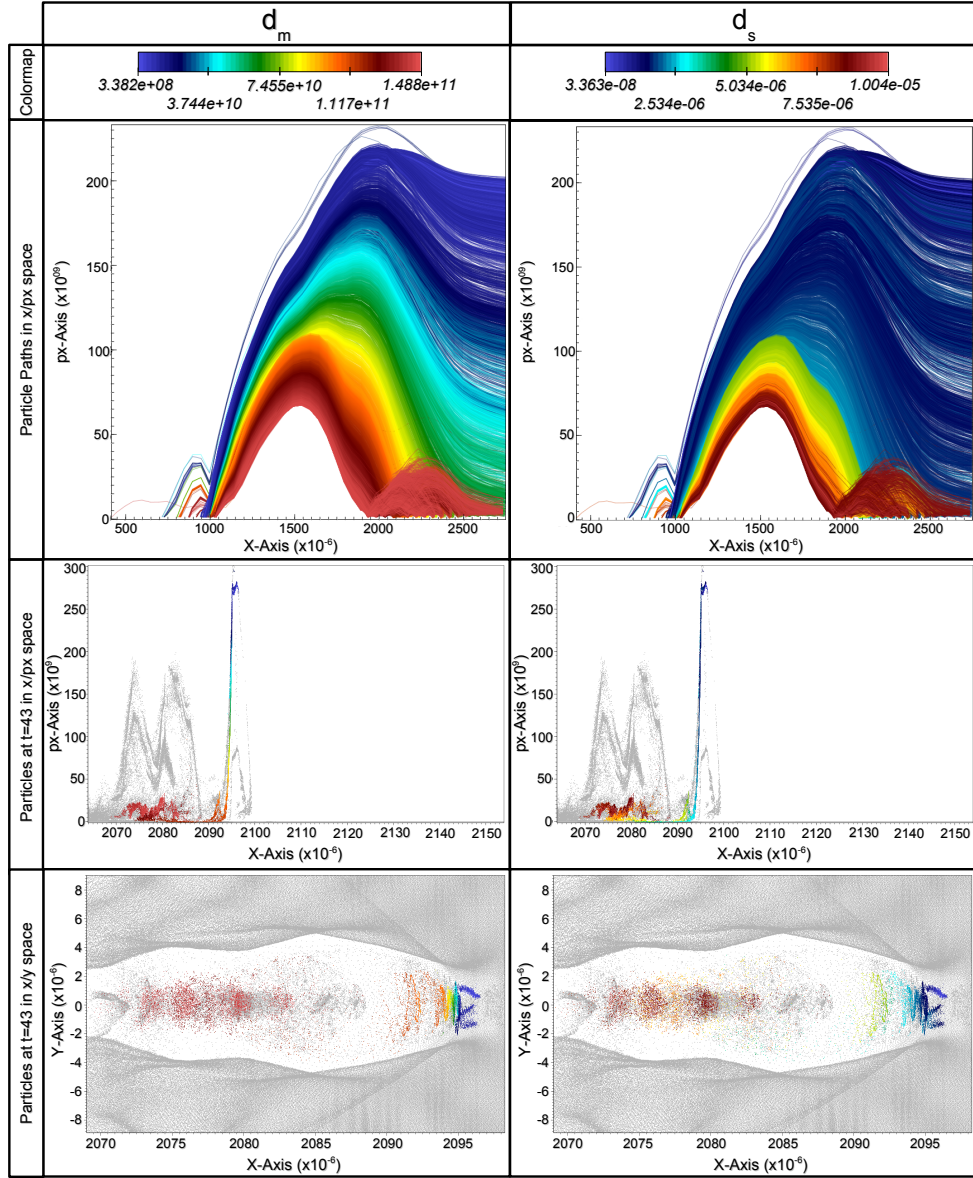 d_m
d_s
Colormap
3.382e+08 7.455e+10 1.488e+11
3.744e+10 1.117e+11
3.363e-08 5.034e-06 1.004e-05
2.534e-06 7.535e-06
Particle Paths in x/px space
px-Axis (x10^09)
200
150
100
50
0
500 1000 1500 2000 2500
X-Axis (x10^-6)
px-Axis (x10^09)
200
150
100
50
0
500 1000 1500 2000 2500
X-Axis (x10^-6)
Particles at t=43 in x/px space
px-Axis (x10^9)
300
250
200
150
100
50
0
2070 2080 2090 2100 2110 2120 2130 2140 2150
X-Axis (x10^-6)
px-Axis (x10^9)
300
250
200
150
100
50
0
2070 2080 2090 2100 2110 2120 2130 2140 2150
X-Axis (x10^-6)
Particles at t=43 in x/y space
Y-Axis (x10^-6)
8
6
4
2
0
-2
-4
-6
-8
2070 2075 2080 2085 2090 2095
X-Axis (x10^-6)
Y-Axis (x10^-6)
8
6
4
2
0
-2
-4
-6
-8
2070 2075 2080 2085 2090 2095
X-Axis (x10^-6)